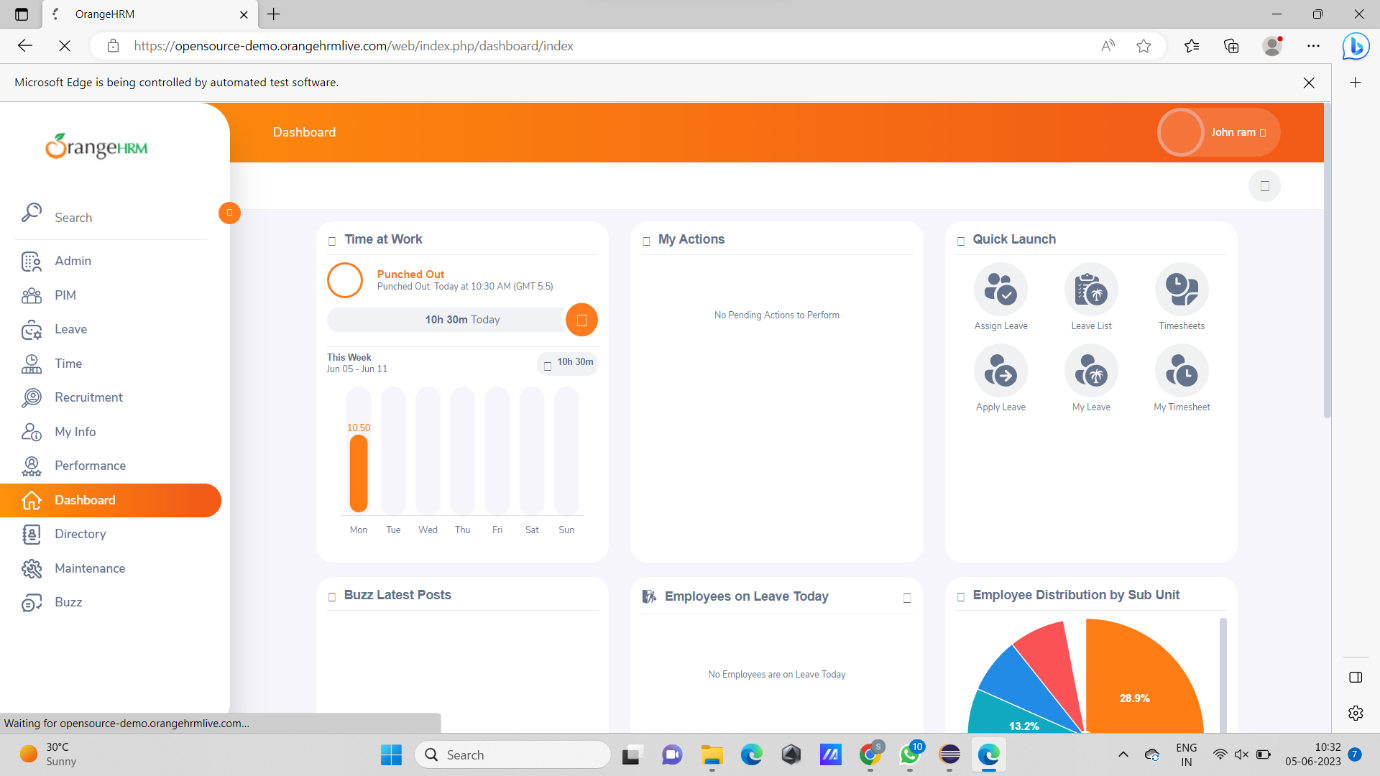 OrangeHRM
https://opensource-demo.orangehrmlive.com/web/index.php/dashboard/index
Microsoft Edge is being controlled by automated test software.
OrangeHRM
Dashboard
John ram
Search
Admin
PIM
Leave
Time
Recruitment
My Info
Performance
Dashboard
Directory
Maintenance
Buzz
Time at Work
Punched Out
Punched Out: Today at 10:30 AM (GMT 5.5)
10h 30m Today
This Week
Jun 05 - Jun 11
10h 30m
10.50
Mon Tue Wed Thu Fri Sat Sun
My Actions
No Pending Actions to Perform
Quick Launch
Assign Leave
Leave List
Timesheets
Apply Leave
My Leave
My Timesheet
Buzz Latest Posts
Employees on Leave Today
No Employees are on Leave Today
Employee Distribution by Sub Unit
28.9%
13.2%
Waiting for opensource-demo.orangehrmlive.com...
30°C
Sunny
Search
S
10
ENG
IN
10:32
05-06-2023
7